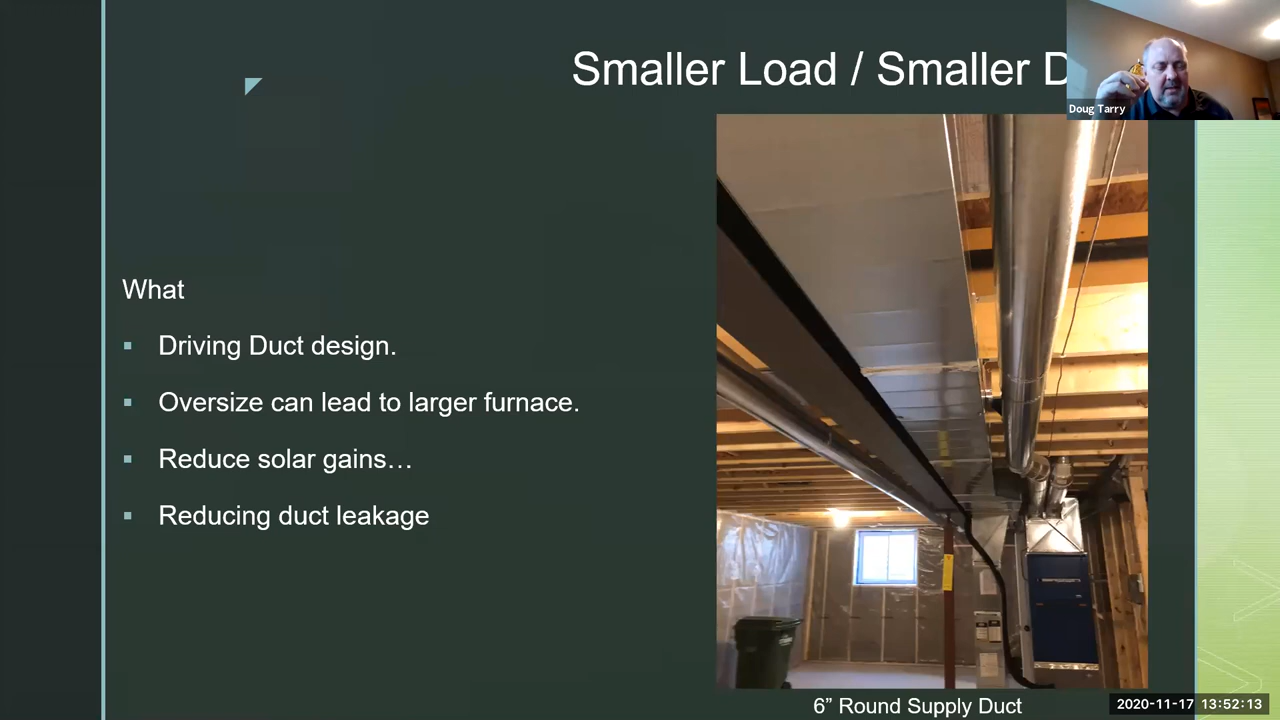 Smaller Load / Smaller D
Doug Tarry
What
▪ Driving Duct design.
▪ Oversize can lead to larger furnace.
▪ Reduce solar gains…
▪ Reducing duct leakage
6” Round Supply Duct
2020-11-17 13:52:13